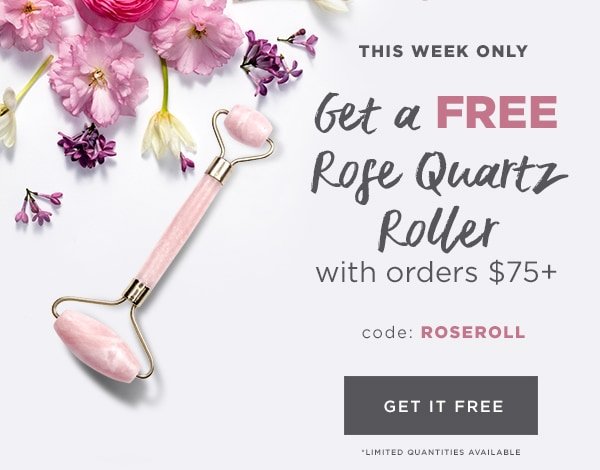 THIS WEEK ONLY
Get a FREE
Rose Quartz
Roller
with orders $75+
code: ROSEROLL
GET IT FREE
*LIMITED QUANTITIES AVAILABLE